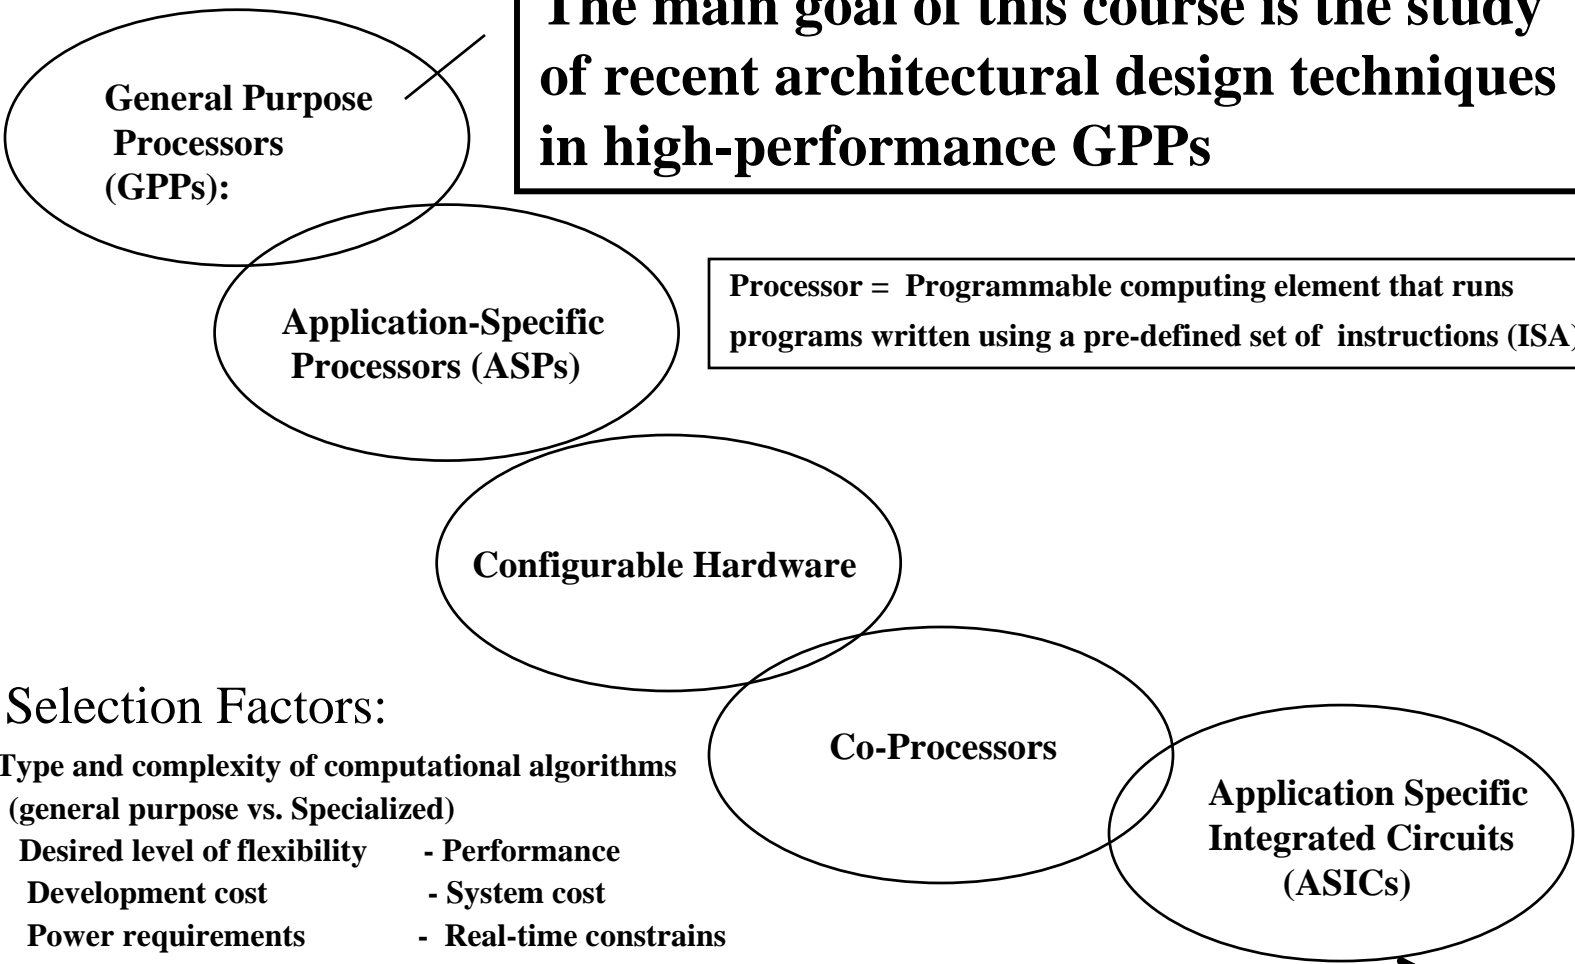 The main goal of this course is the study
of recent architectural design techniques
in high-performance GPPs
General Purpose
Processors
(GPPs):
Processor = Programmable computing element that runs
programs written using a pre-defined set of instructions (ISA)
Application-Specific
Processors (ASPs)
Configurable Hardware
Co-Processors
Application Specific
Integrated Circuits
(ASICs)
Selection Factors:
Type and complexity of computational algorithms
(general purpose vs. Specialized)
Desired level of flexibility - Performance
Development cost - System cost
Power requirements - Real-time constrains